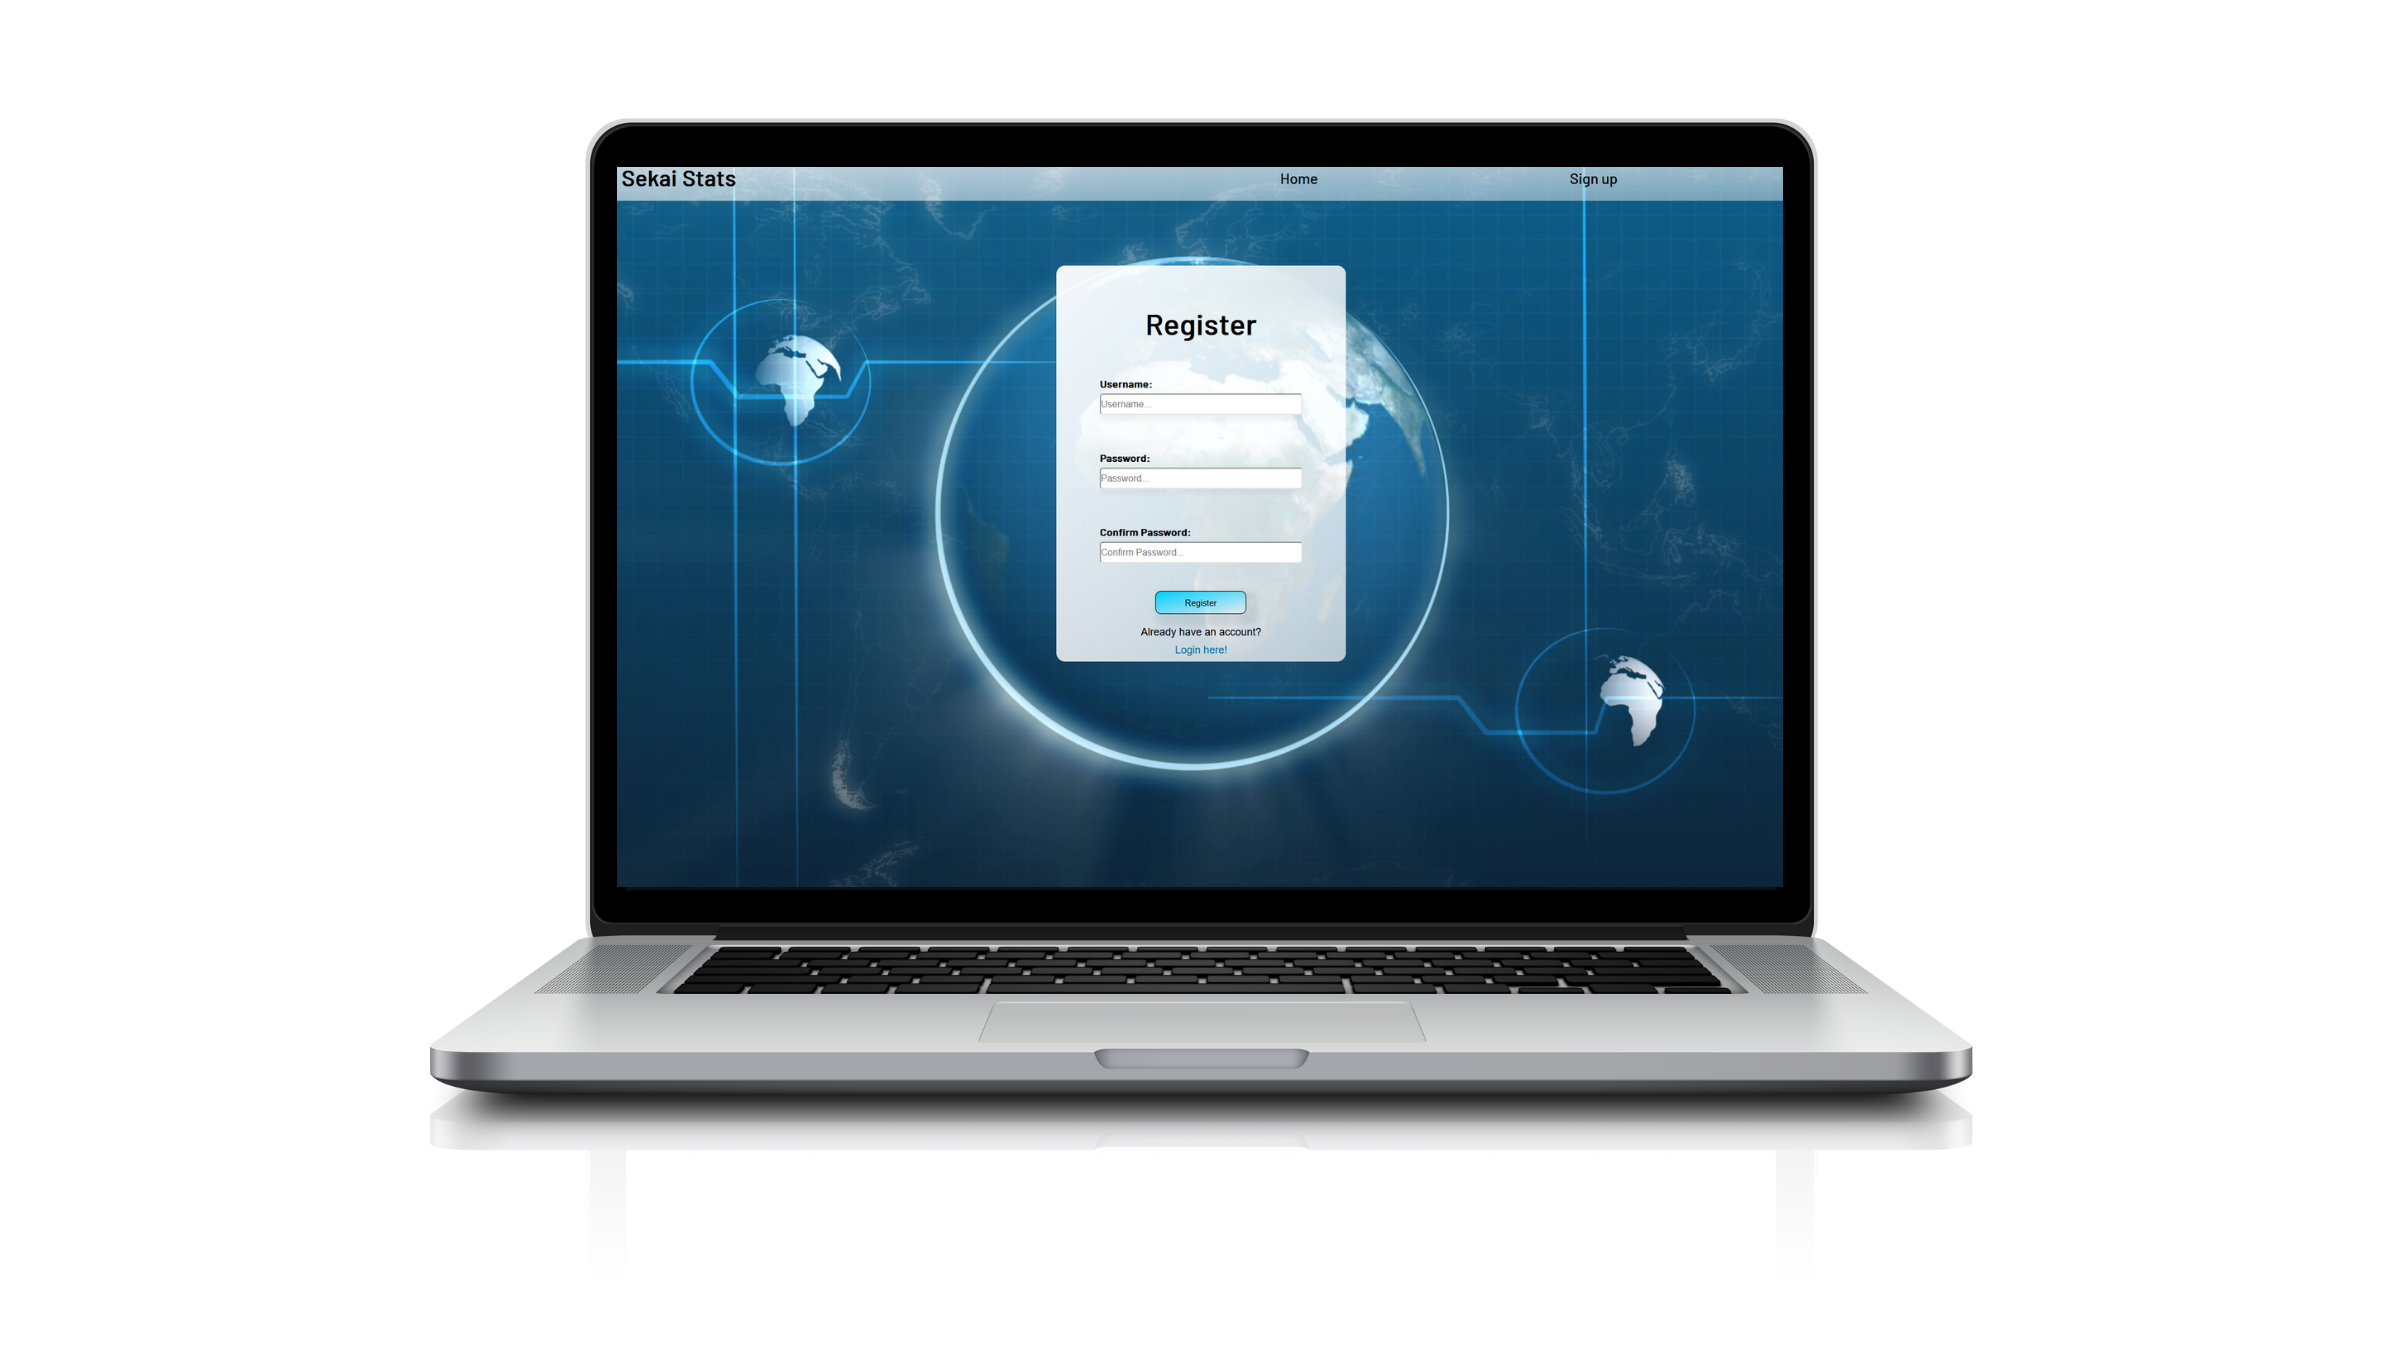 Sekai Stats Home Sign up
Register
Username:
Username...
Password:
Password...
Confirm Password:
Confirm Password...
Register
Already have an account?
Login here!